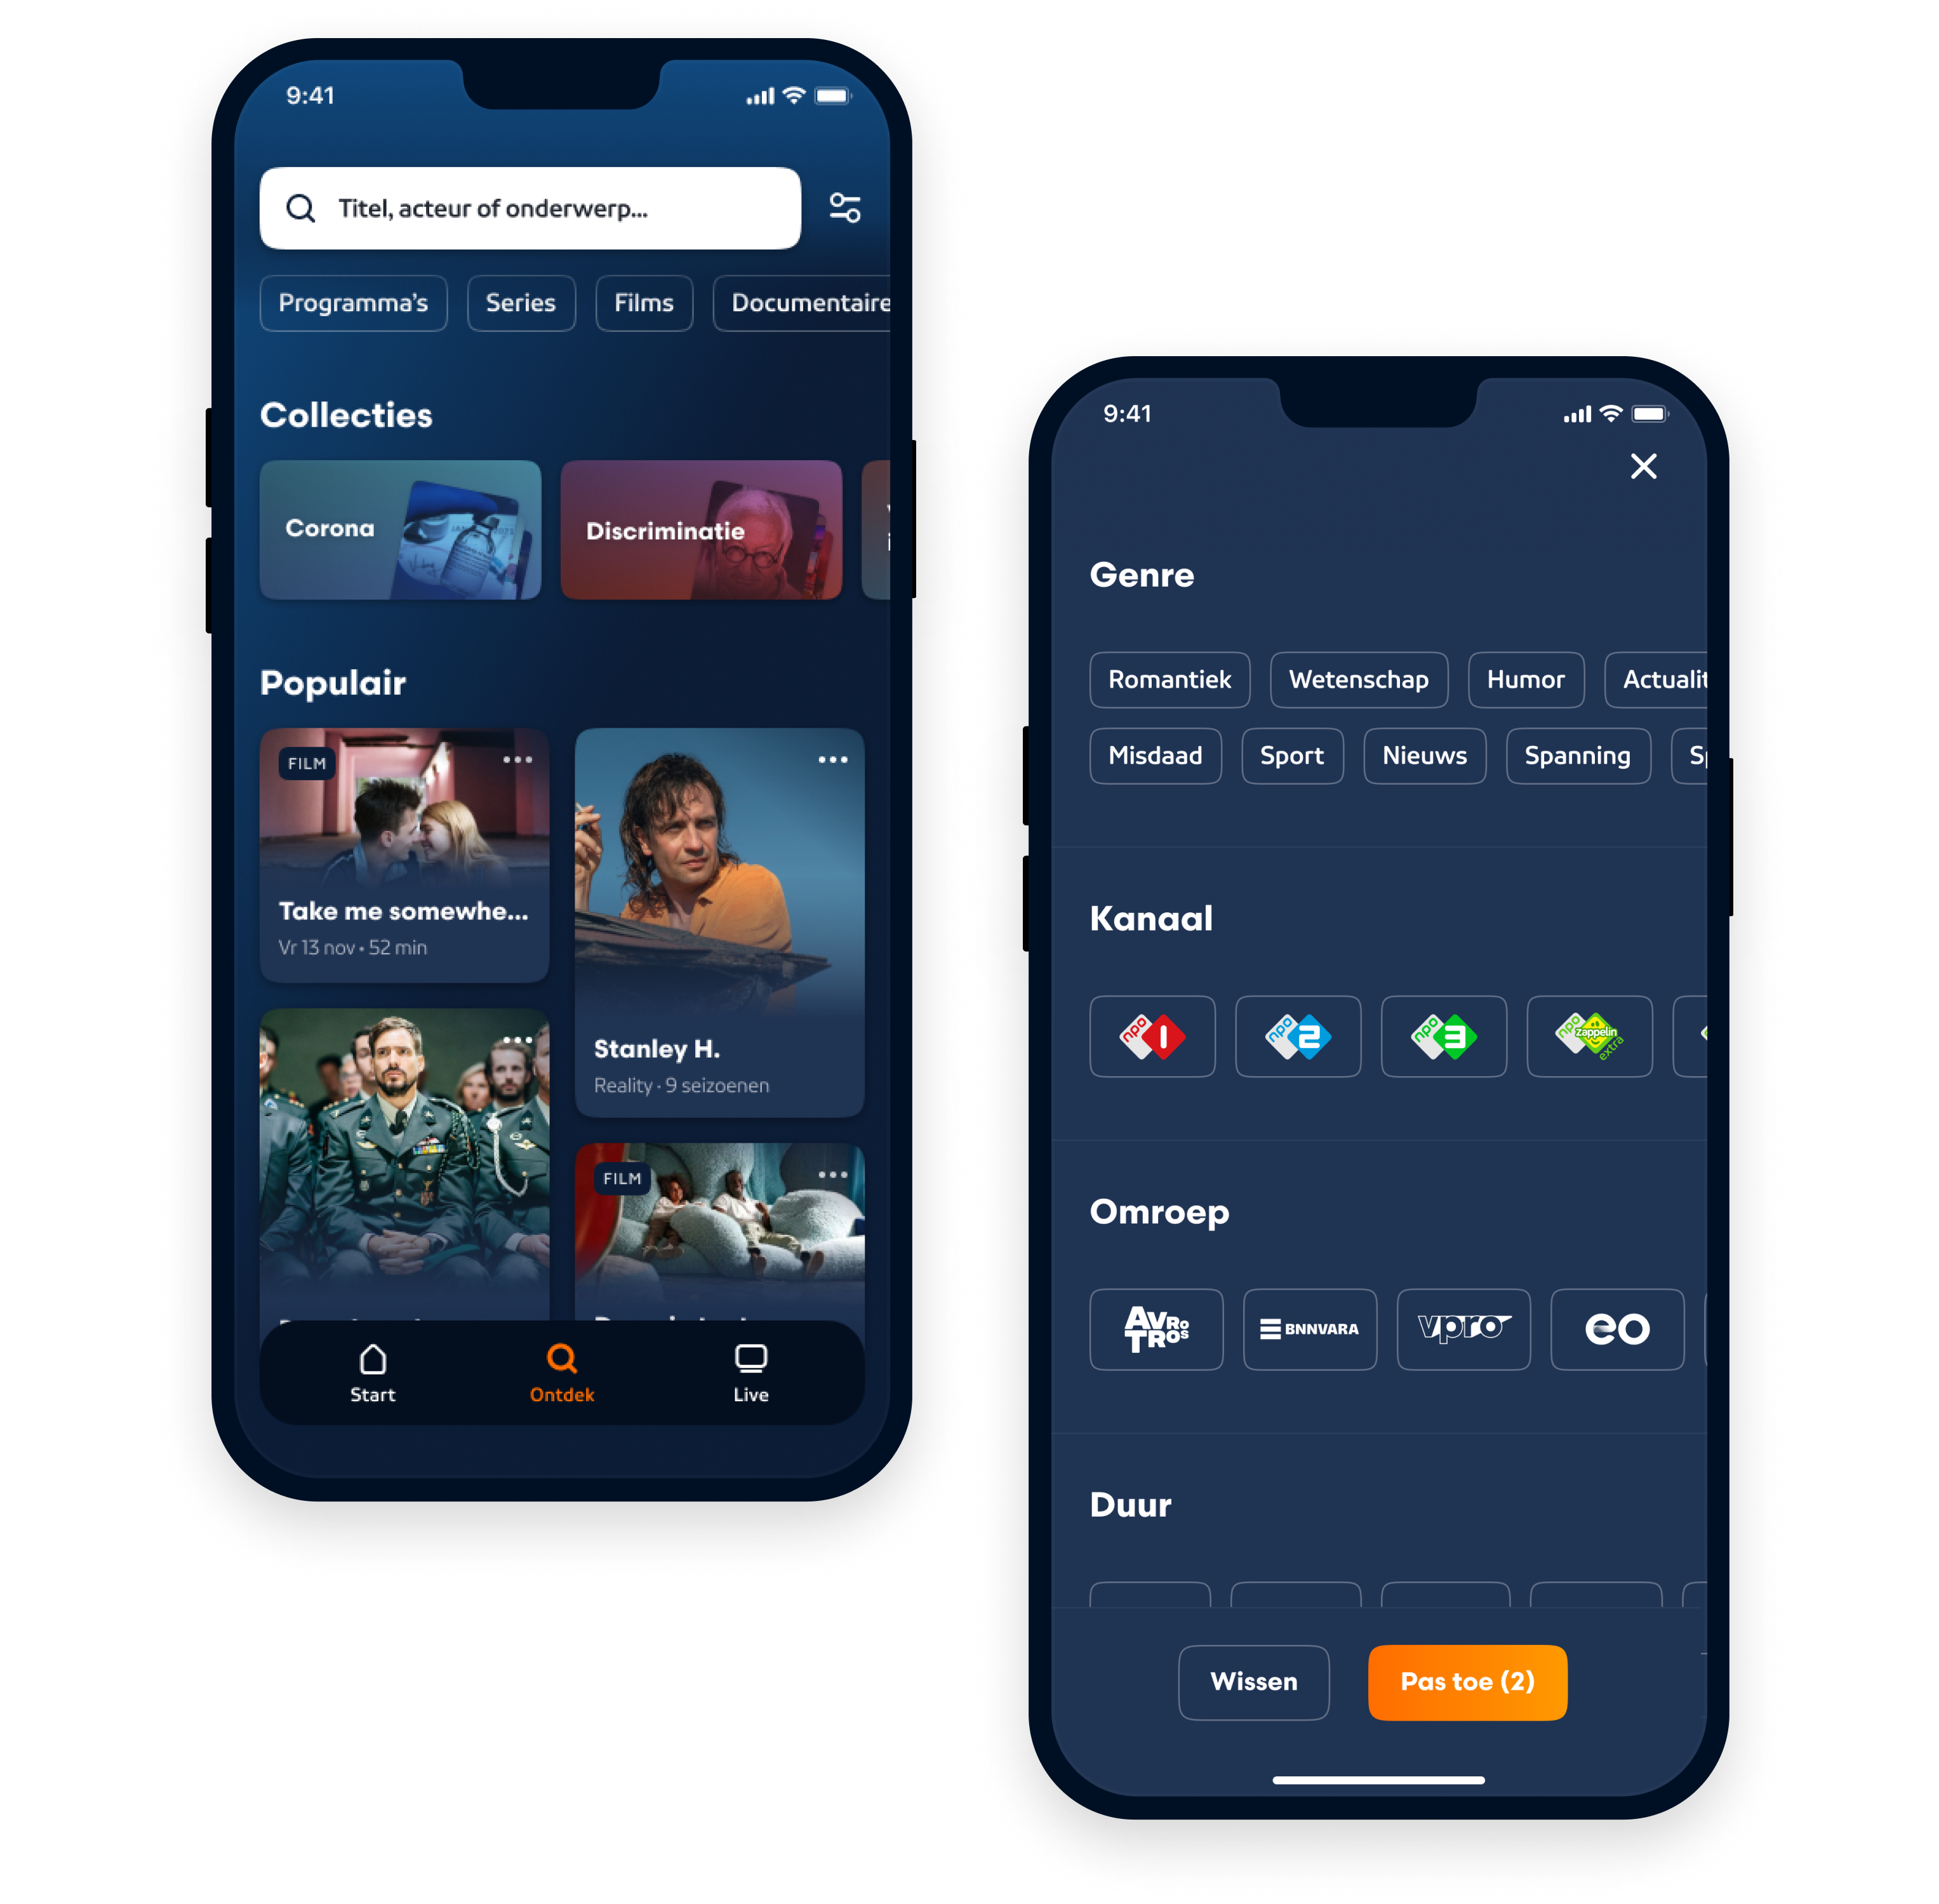 9:41
Titel, acteur of onderwerp...
Programma's Series Films Documentaire
Collecties
Corona
Discriminatie
Populair
FILM
Take me somewhe...
Vr 13 nov • 52 min
Stanley H.
Reality · 9 seizoenen
FILM
Start Ontdek Live
9:41
Genre
Romantiek Wetenschap Humor Actualit
Misdaad Sport Nieuws Spanning Sp
Kanaal
npo 1 npo 2 npo 3 npo zappelin extra
Omroep
AVROTROS BNNVARA vpro eo
Duur
Wissen Pas toe (2)